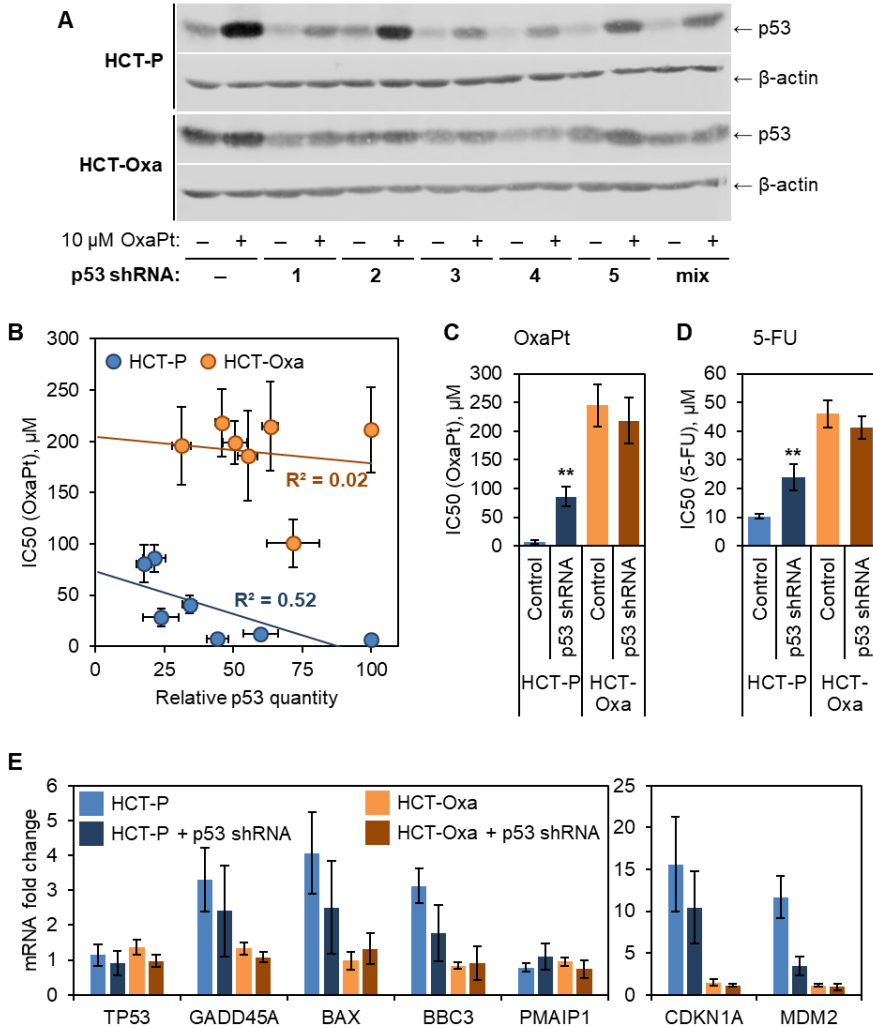 A
HCT-P
← p53
← β-actin
HCT-Oxa
← p53
← β-actin
10 µM OxaPt: – + – + – + – + – + – + – +
p53 shRNA: – 1 2 3 4 5 mix
B
300
250
200
150
100
50
0
IC50 (OxaPt), µM
HCT-P HCT-Oxa
R² = 0.02
R² = 0.52
0 25 50 75 100
Relative p53 quantity
C OxaPt
300
250
200
150
100
50
0
IC50 (OxaPt), µM
**
Control
p53 shRNA
Control
p53 shRNA
HCT-P
HCT-
Oxa
D 5-FU
60
50
40
30
20
10
0
IC50 (5-FU), µM
**
Control
p53 shRNA
Control
p53 shRNA
HCT-P
HCT-
Oxa
E
6
5
4
3
2
1
0
mRNA fold change
HCT-P HCT-Oxa
HCT-P + p53 shRNA HCT-Oxa + p53 shRNA
TP53 GADD45A BAX BBC3 PMAIP1
25
20
15
10
5
0
CDKN1A MDM2